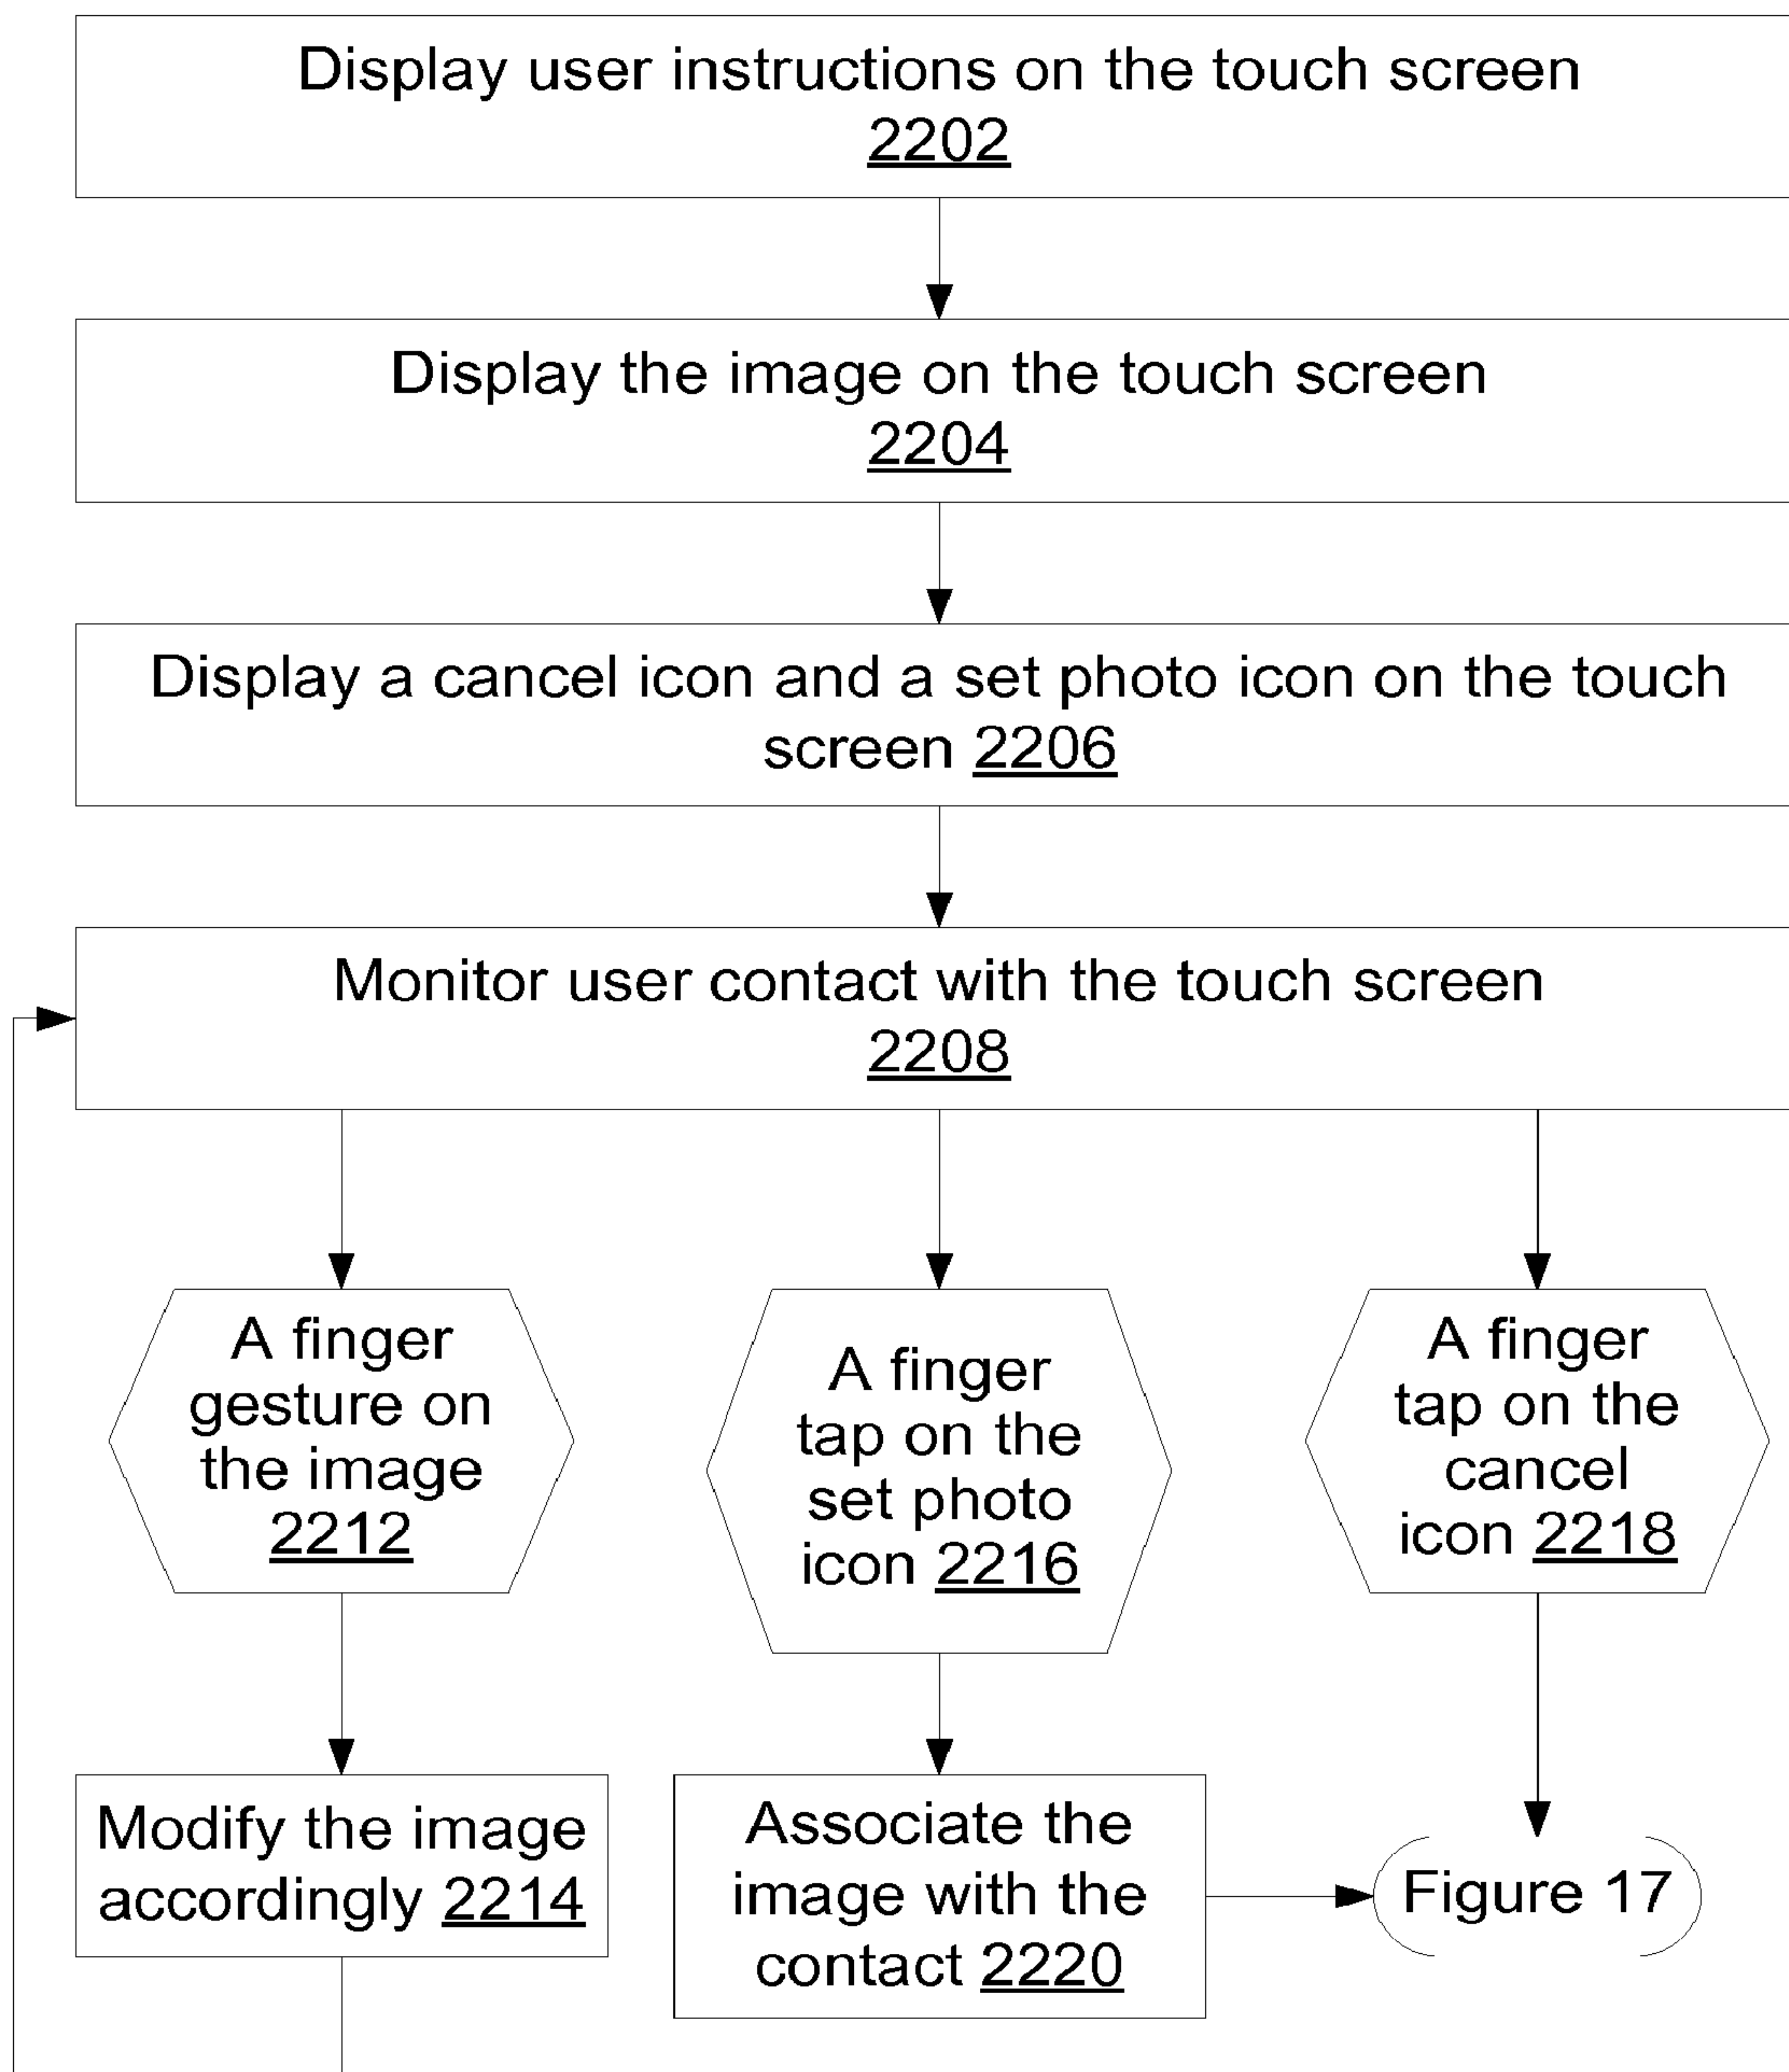 Display user instructions on the touch screen
2202
Display the image on the touch screen
2204
Display a cancel icon and a set photo icon on the touch
screen 2206
Monitor user contact with the touch screen
2208
A finger
gesture on
the image
2212
A finger
tap on the
set photo
icon 2216
A finger
tap on the
cancel
icon 2218
Modify the image
accordingly 2214
Associate the
image with the
contact 2220
Figure 17